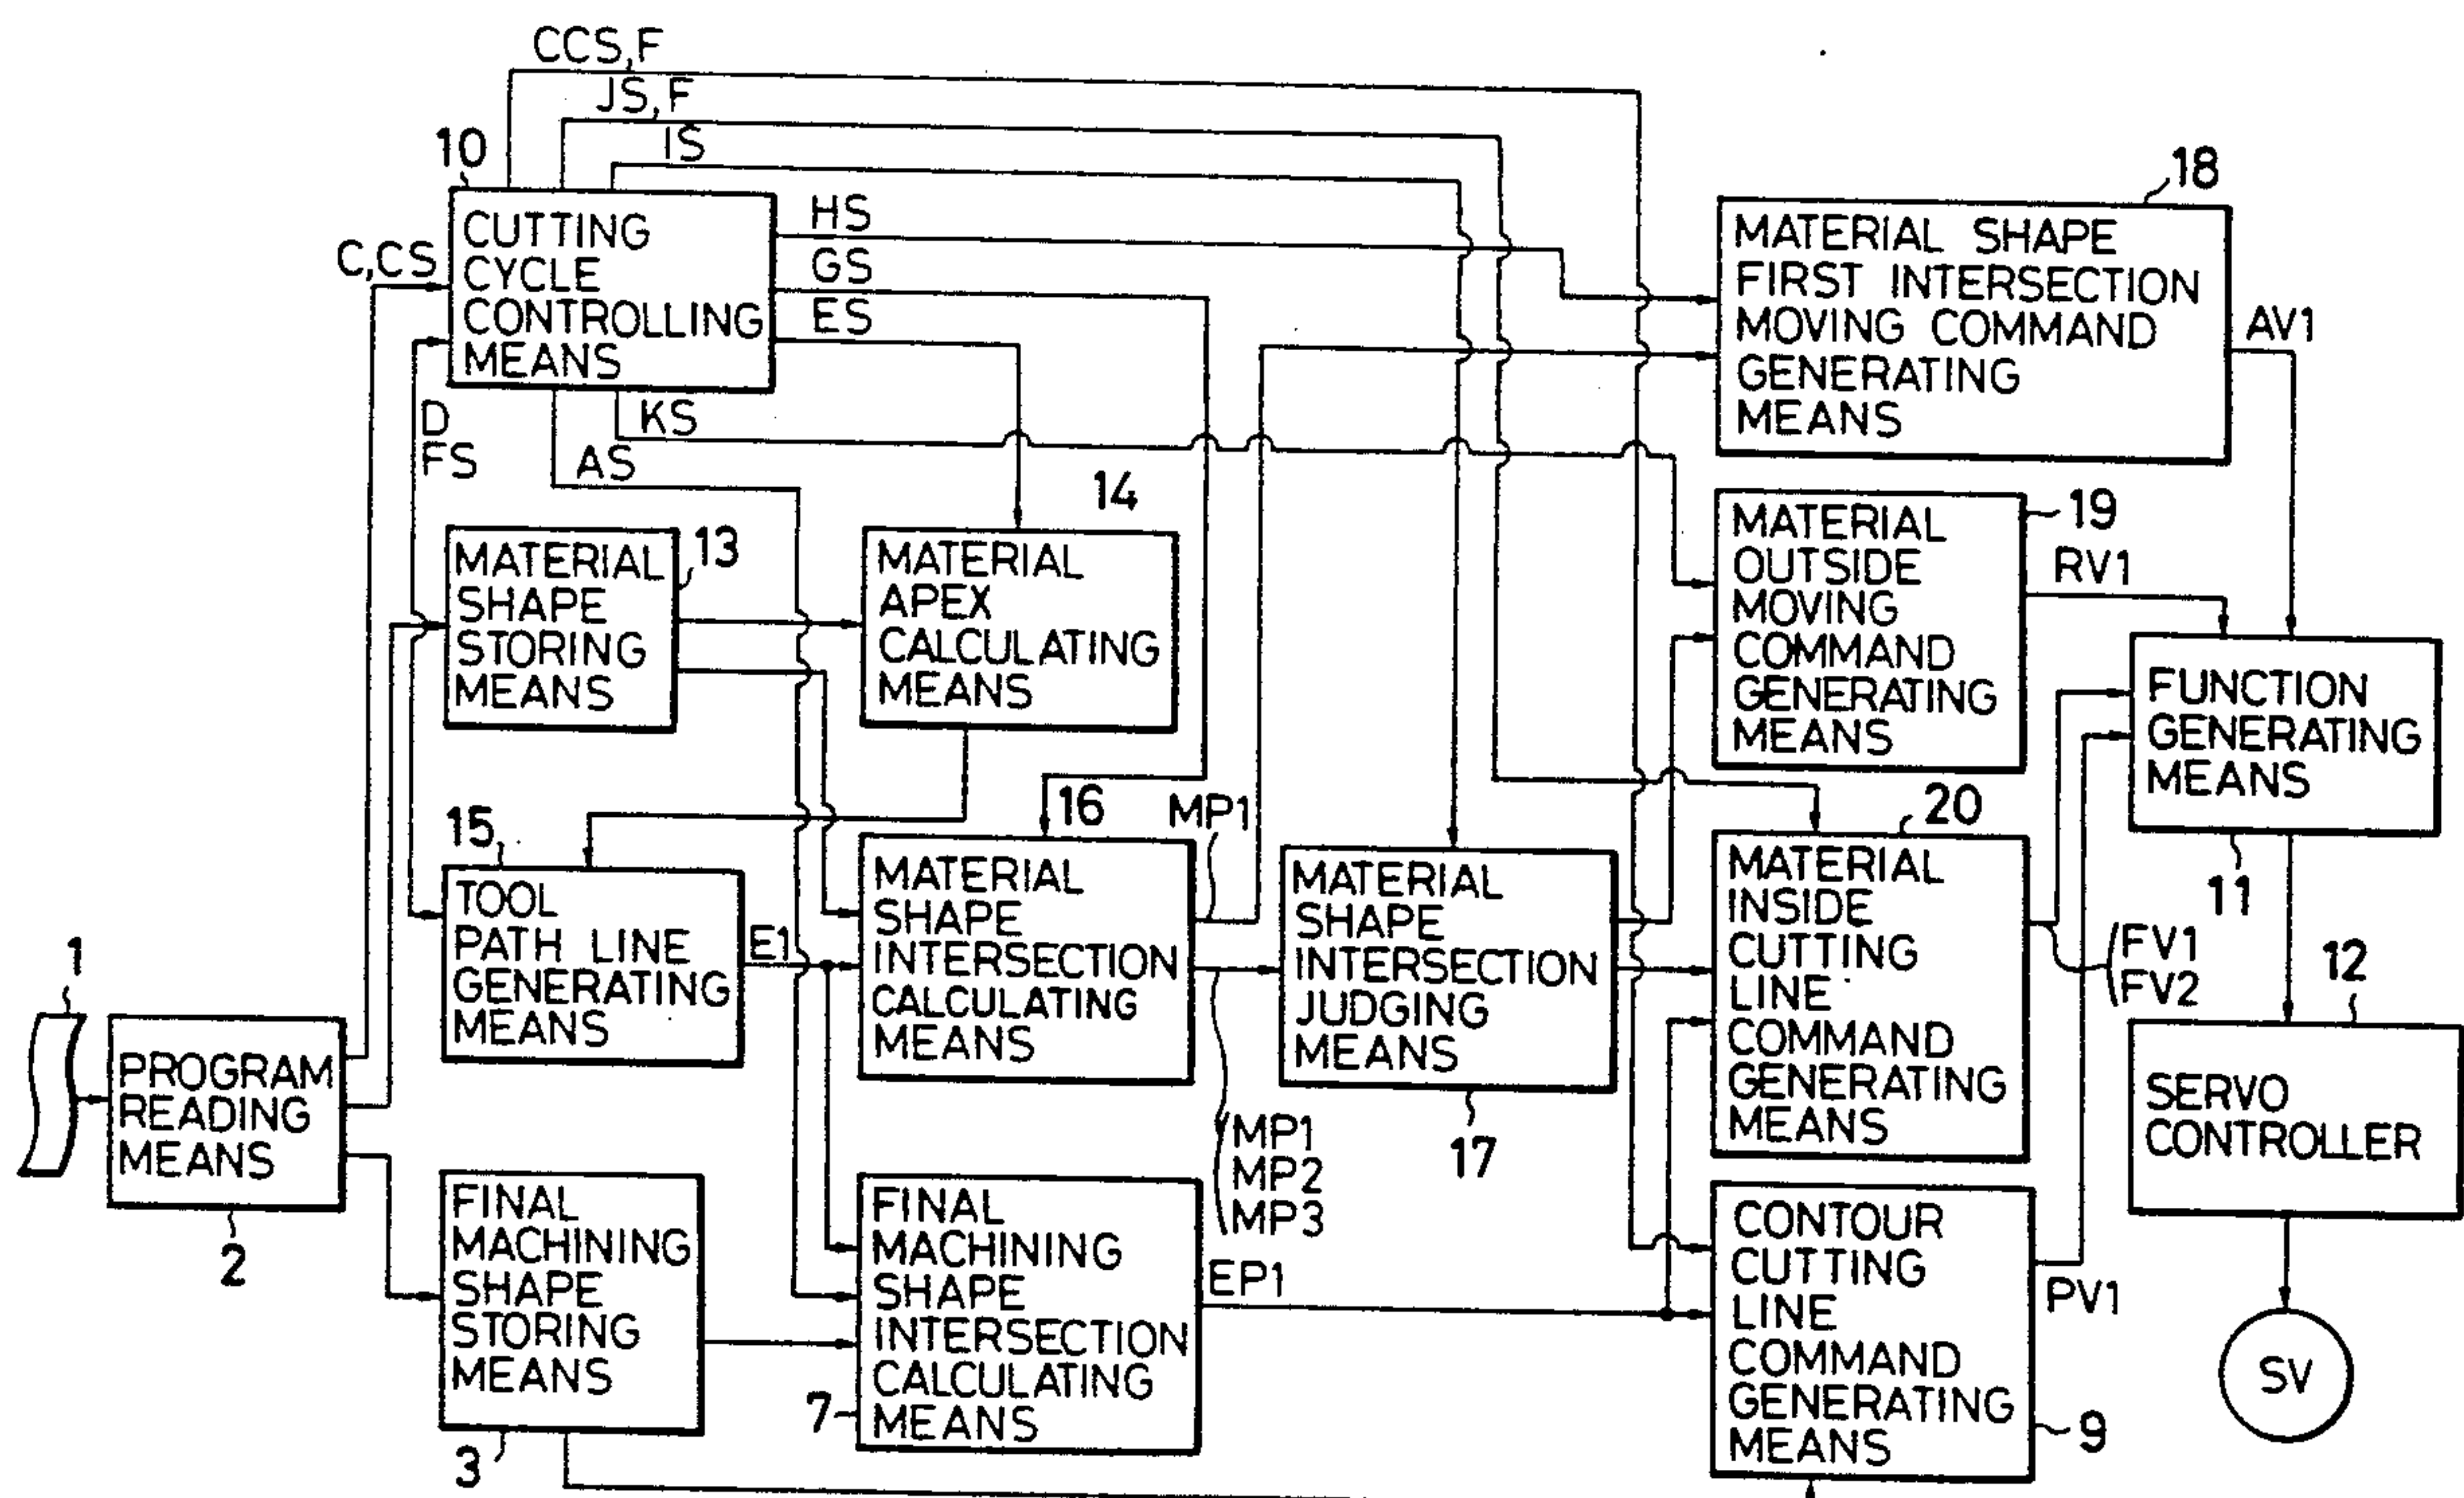 CCS,F
JS,F
IS
10
CUTTING
CYCLE
CONTROLLING
MEANS
C,CS
HS
GS
ES
D
FS
KS
AS
18
MATERIAL SHAPE
FIRST INTERSECTION
MOVING COMMAND
GENERATING
MEANS
AV1
13
MATERIAL
SHAPE
STORING
MEANS
14
MATERIAL
APEX
CALCULATING
MEANS
19
MATERIAL
OUTSIDE
MOVING
COMMAND
GENERATING
MEANS
RV1
FUNCTION
GENERATING
MEANS
11
15
TOOL
PATH LINE
GENERATING
MEANS
E1
16
MATERIAL
SHAPE
INTERSECTION
CALCULATING
MEANS
MP1
MATERIAL
SHAPE
INTERSECTION
JUDGING
MEANS
17
20
MATERIAL
INSIDE
CUTTING
LINE
COMMAND
GENERATING
MEANS
FV1
FV2
12
SERVO
CONTROLLER
SV
1
PROGRAM
READING
MEANS
2
FINAL
MACHINING
SHAPE
STORING
MEANS
3
FINAL
MACHINING
SHAPE
INTERSECTION
CALCULATING
MEANS
7
MP1
MP2
MP3
EP1
CONTOUR
CUTTING
LINE
COMMAND
GENERATING
MEANS
9
PV1